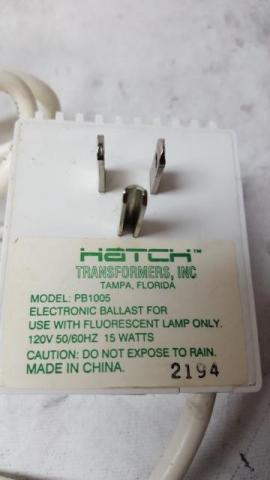 HATCH™
TRANSFORMERS, INC
TAMPA, FLORIDA
MODEL: PB1005
ELECTRONIC BALLAST FOR
USE WITH FLUORESCENT LAMP ONLY.
120V 50/60HZ 15 WATTS
CAUTION: DO NOT EXPOSE TO RAIN.
MADE IN CHINA. 2194